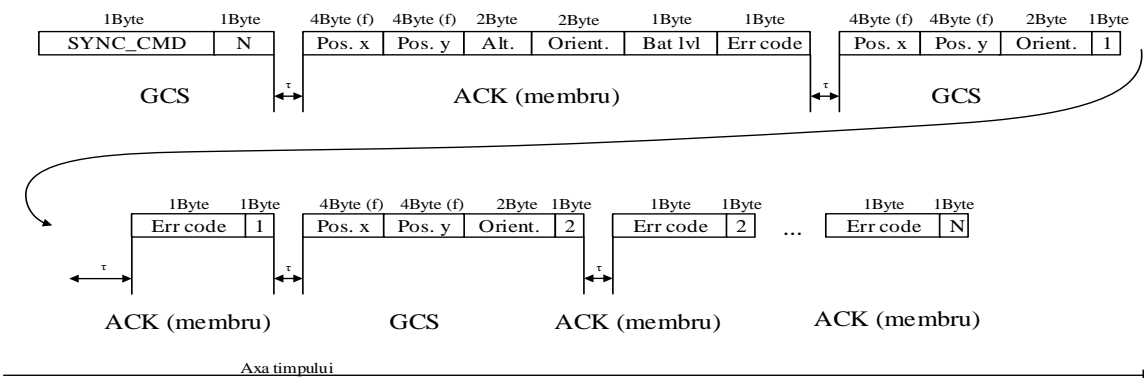 1Byte 1Byte 4Byte (f) 4Byte (f) 2Byte 2Byte 1Byte 1Byte 4Byte (f) 4Byte (f) 2Byte 1Byte
SYNC_CMD N Pos. x Pos. y Alt. Orient. Bat lvl Err code Pos. x Pos. y Orient. 1
τ τ
GCS ACK (membru) GCS
1Byte 1Byte 4Byte (f) 4Byte (f) 2Byte 1Byte 1Byte 1Byte 1Byte 1Byte
Err code 1 Pos. x Pos. y Orient. 2 Err code 2 ... Err code N
τ τ τ
ACK (membru) GCS ACK (membru) ACK (membru)
Axa timpului